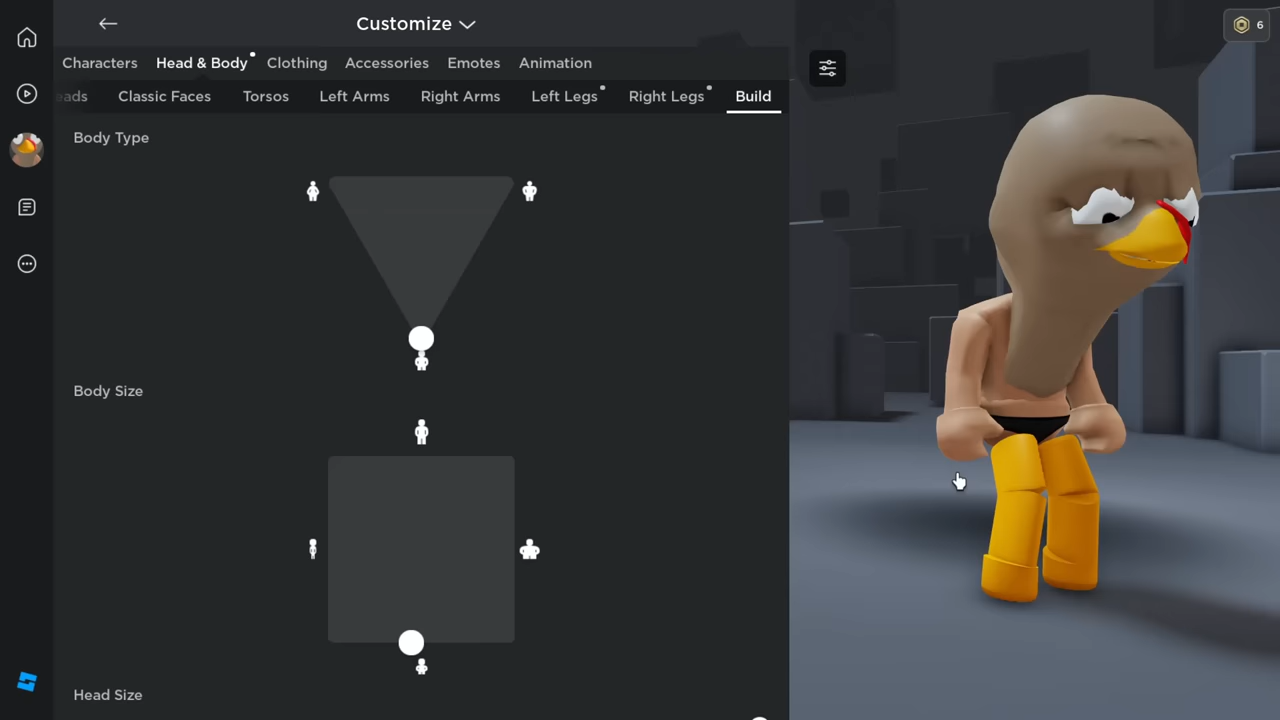 Customize
6
Characters Head & Body Clothing Accessories Emotes Animation
eads Classic Faces Torsos Left Arms Right Arms Left Legs Right Legs Build
Body Type
Body Size
Head Size